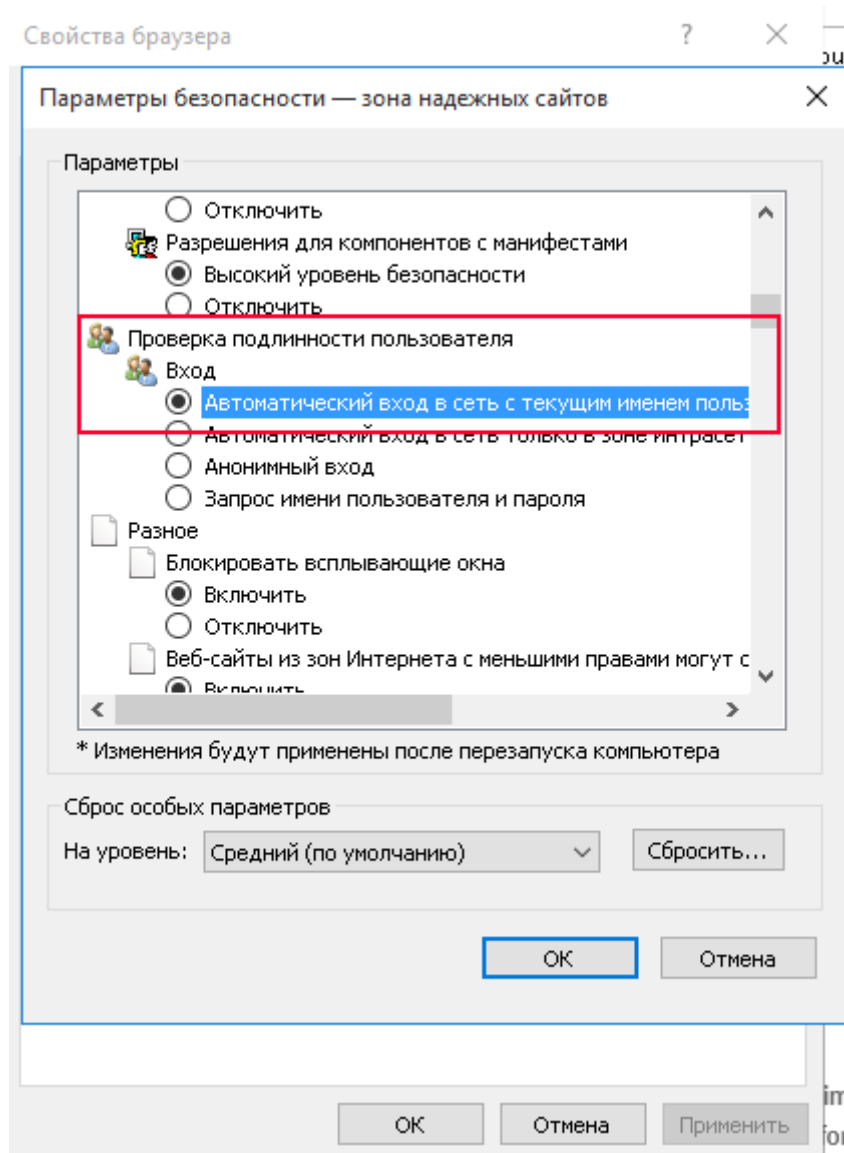 Свойства браузера
?
Параметры безопасности — зона надежных сайтов
Параметры
Отключить
Разрешения для компонентов с манифестами
Высокий уровень безопасности
Отключить
Проверка подлинности пользователя
Вход
Автоматический вход в сеть с текущим именем польз
Автоматический вход в сеть только в зоне интрасет
Анонимный вход
Запрос имени пользователя и пароля
Разное
Блокировать всплывающие окна
Включить
Отключить
Веб-сайты из зон Интернета с меньшими правами могут с
Включить
* Изменения будут применены после перезапуска компьютера
Сброс особых параметров
На уровень: Средний (по умолчанию) Сбросить...
ОК Отмена
ОК Отмена Применить